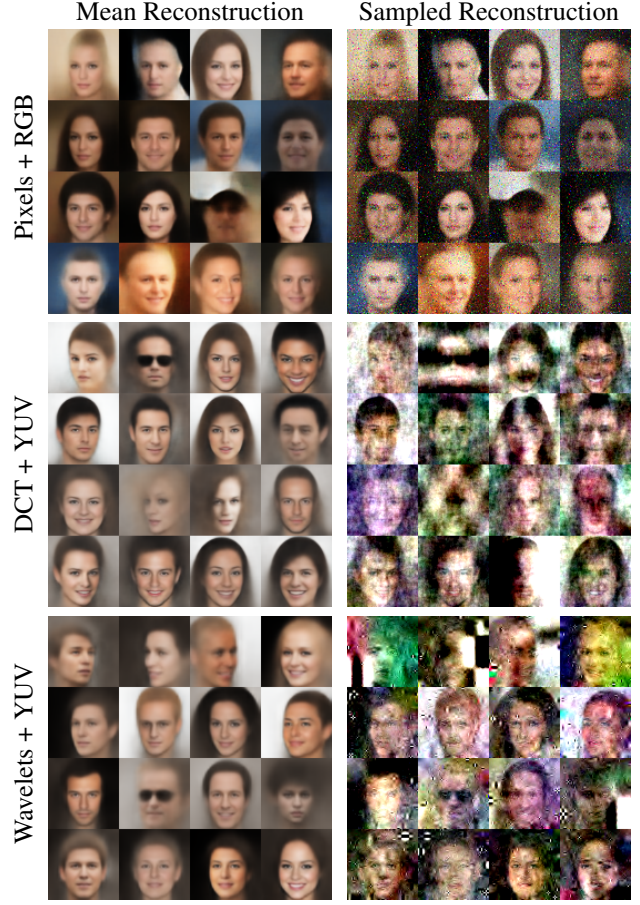 Mean Reconstruction
Sampled Reconstruction
Pixels + RGB
DCT + YUV
Wavelets + YUV